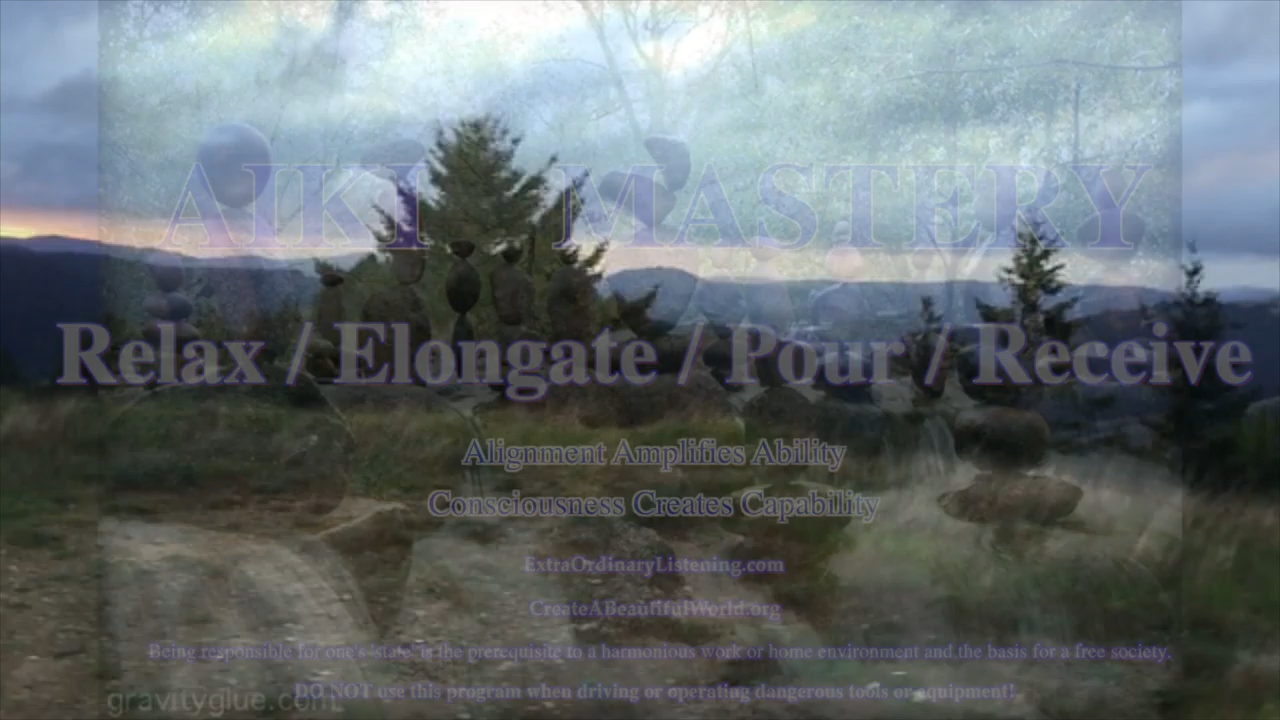 AIKI MASTERY
Relax / Elongate / Pour / Receive
Alignment Amplifies Ability
Consciousness Creates Capability
ExtraOrdinaryListening.com
CreateABeautifulWorld.org
Being responsible for one's 'state' is the prerequisite to a harmonious work or home environment and the basis for a free society.
DO NOT use this program when driving or operating dangerous tools or equipment!
gravityglue.com